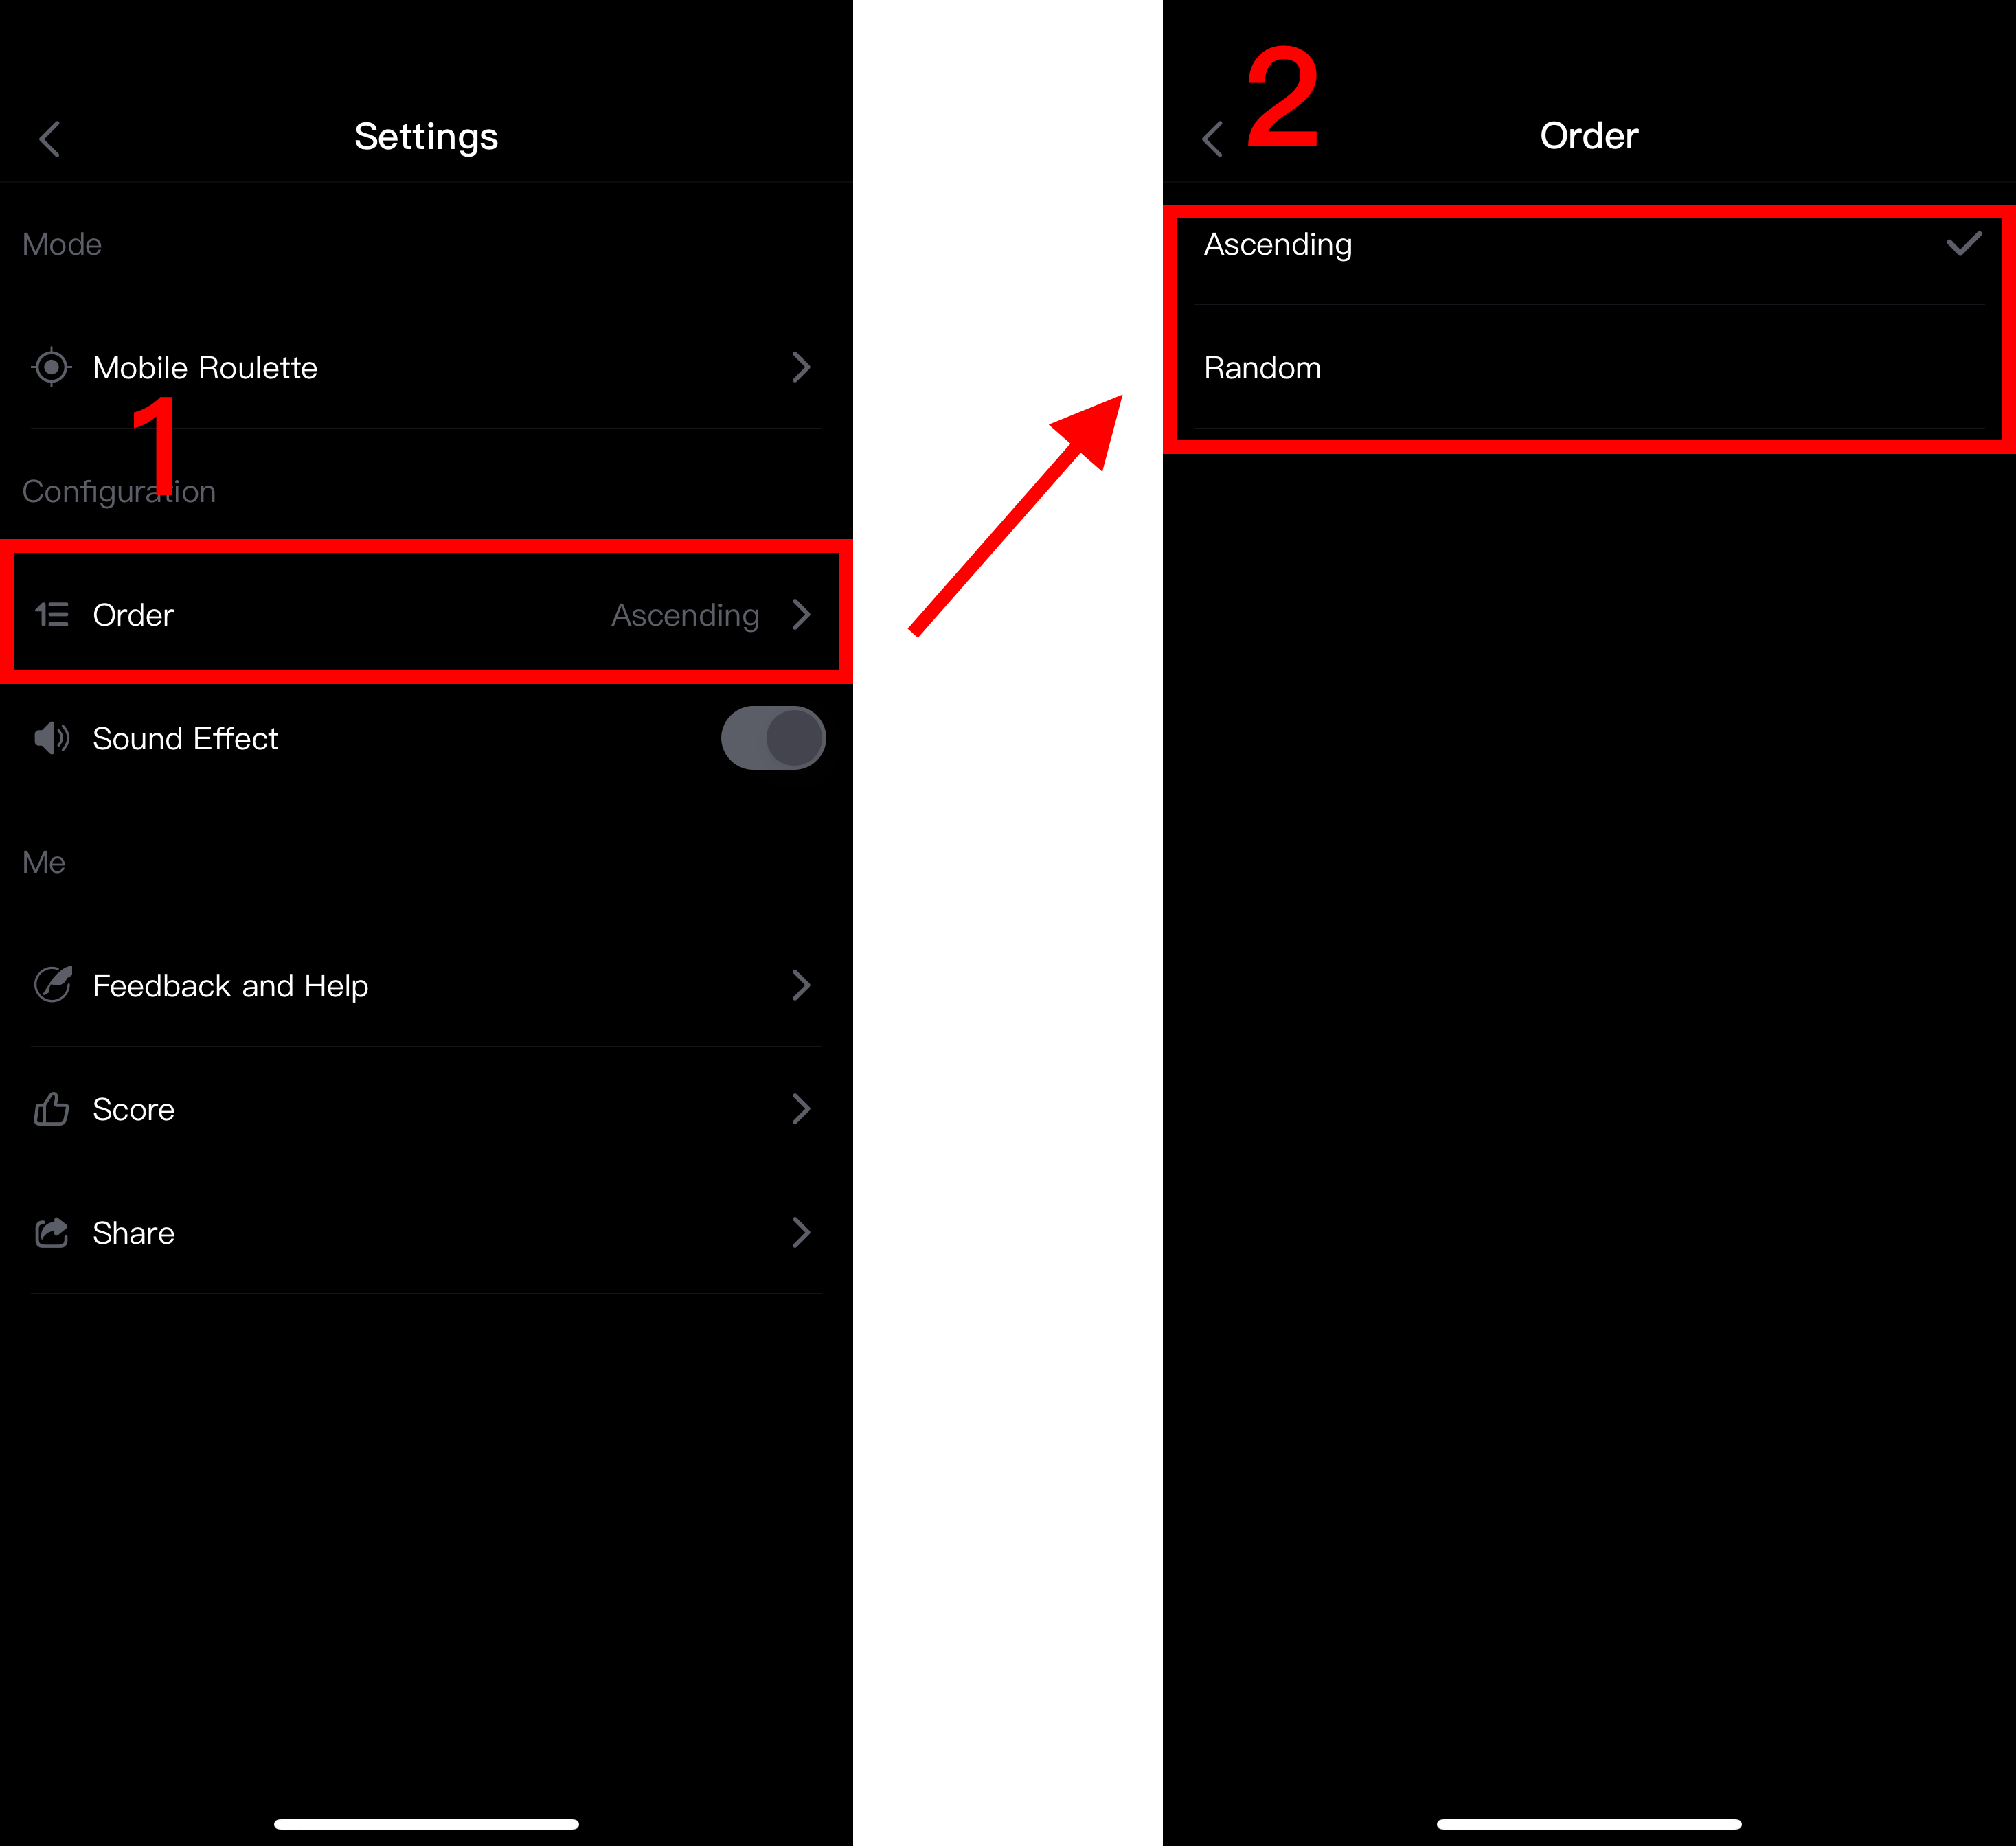 Settings
Mode
Mobile Roulette
1
Configuration
Order Ascending
Sound Effect
Me
Feedback and Help
Score
Share
2
Order
Ascending
Random